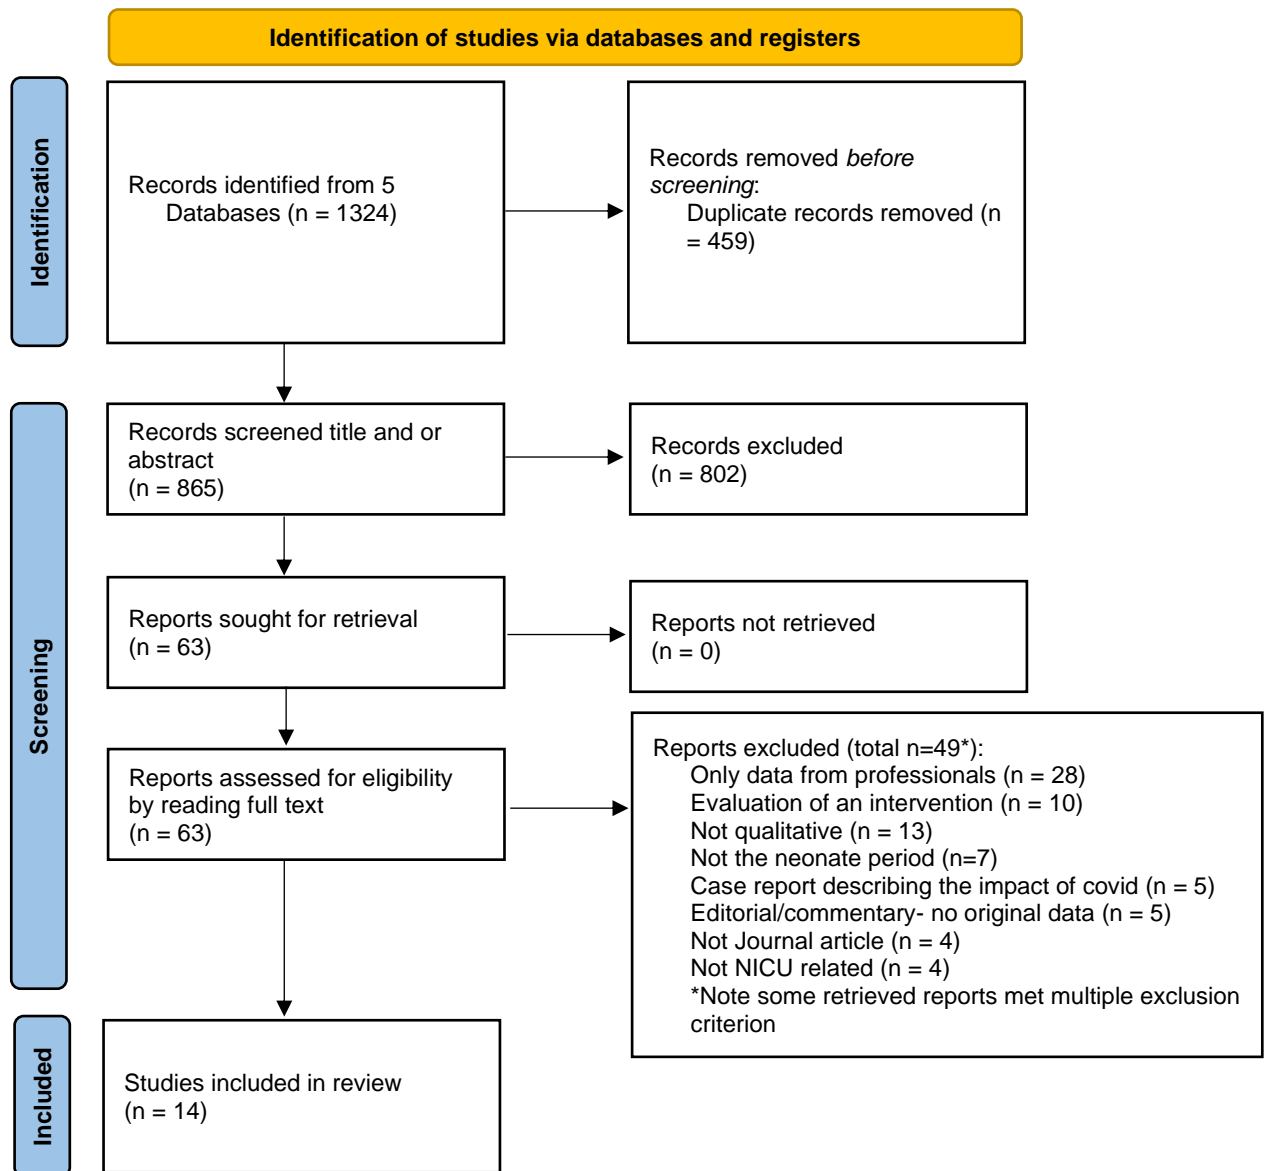 Identification of studies via databases and registers
Identification
Records identified from 5
Databases (n = 1324)
Records removed before
screening:
Duplicate records removed (n
= 459)
Screening
Records screened title and or
abstract
(n = 865)
Records excluded
(n = 802)
Reports sought for retrieval
(n = 63)
Reports not retrieved
(n = 0)
Reports assessed for eligibility
by reading full text
(n = 63)
Reports excluded (total n=49*):
Only data from professionals (n = 28)
Evaluation of an intervention (n = 10)
Not qualitative (n = 13)
Not the neonate period (n=7)
Case report describing the impact of covid (n = 5)
Editorial/commentary- no original data (n = 5)
Not Journal article (n = 4)
Not NICU related (n = 4)
*Note some retrieved reports met multiple exclusion
criterion
Included
Studies included in review
(n = 14)